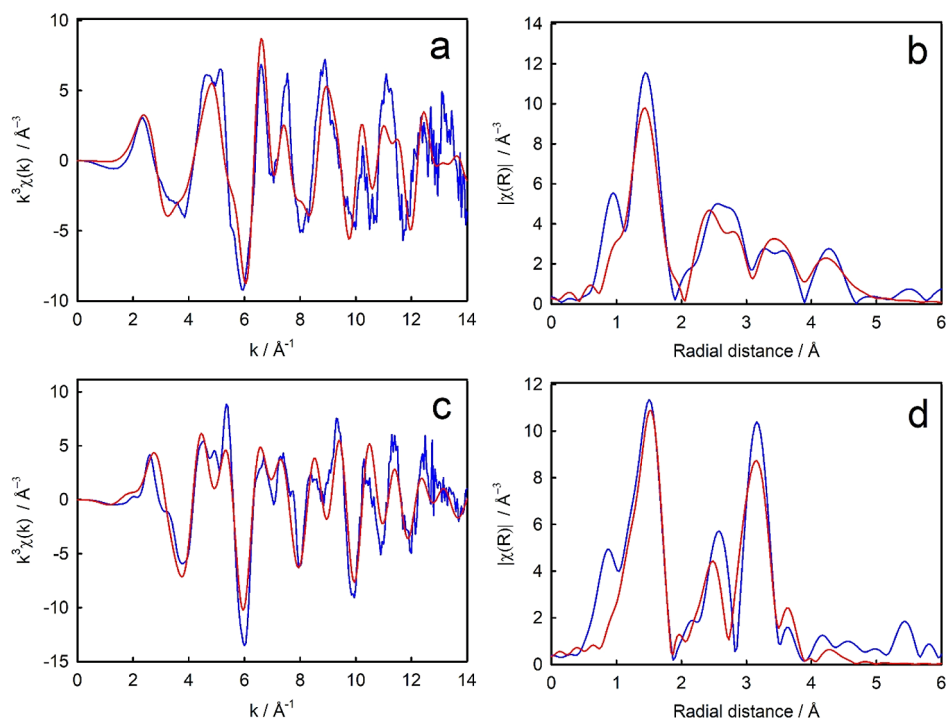 a
10
5
0
-5
-10
k³χ(k) / Å⁻³
0 2 4 6 8 10 12 14
k / Å⁻¹
b
14
12
10
8
6
4
2
0
|χ(R)| / Å⁻³
0 1 2 3 4 5 6
Radial distance / Å
c
10
5
0
-5
-10
-15
k³χ(k) / Å⁻³
0 2 4 6 8 10 12 14
k / Å⁻¹
d
12
10
8
6
4
2
0
|χ(R)| / Å⁻³
0 1 2 3 4 5 6
Radial distance / Å